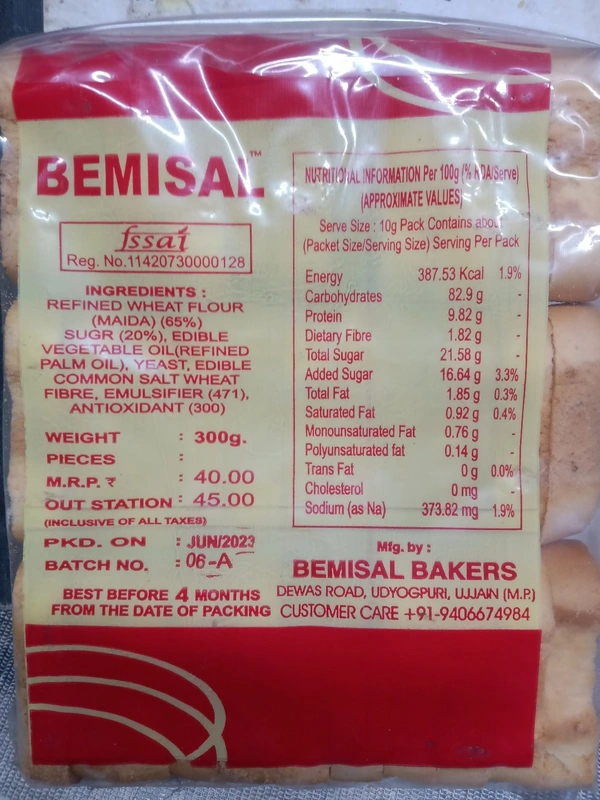 BEMISAL™
fssai
Reg. No.11420730000128
INGREDIENTS :
REFINED WHEAT FLOUR
(MAIDA) (65%)
SUGR (20%), EDIBLE
VEGETABLE OIL(REFINED
PALM OIL), YEAST, EDIBLE
COMMON SALT WHEAT
FIBRE, EMULSIFIER (471),
ANTIOXIDANT (300)
WEIGHT : 300g.
PIECES :
M.R.P. ₹ : 40.00
OUT STATION : 45.00
(INCLUSIVE OF ALL TAXES)
PKD. ON : JUN/2023
BATCH NO. : 06-A
BEST BEFORE 4 MONTHS
FROM THE DATE OF PACKING
NUTRITIONAL INFORMATION Per 100g (% RDA/Serve)
(APPROXIMATE VALUES)
Serve Size : 10g Pack Contains about
(Packet Size/Serving Size) Serving Per Pack
Energy 387.53 Kcal 1.9%
Carbohydrates 82.9 g -
Protein 9.82 g -
Dietary Fibre 1.82 g -
Total Sugar 21.58 g -
Added Sugar 16.64 g 3.3%
Total Fat 1.85 g 0.3%
Saturated Fat 0.92 g 0.4%
Monounsaturated Fat 0.76 g -
Polyunsaturated fat 0.14 g -
Trans Fat 0 g 0.0%
Cholesterol 0 mg -
Sodium (as Na) 373.82 mg 1.9%
Mfg. by :
BEMISAL BAKERS
DEWAS ROAD, UDYOGPURI, UJJAIN (M.P.)
CUSTOMER CARE +91-9406674984